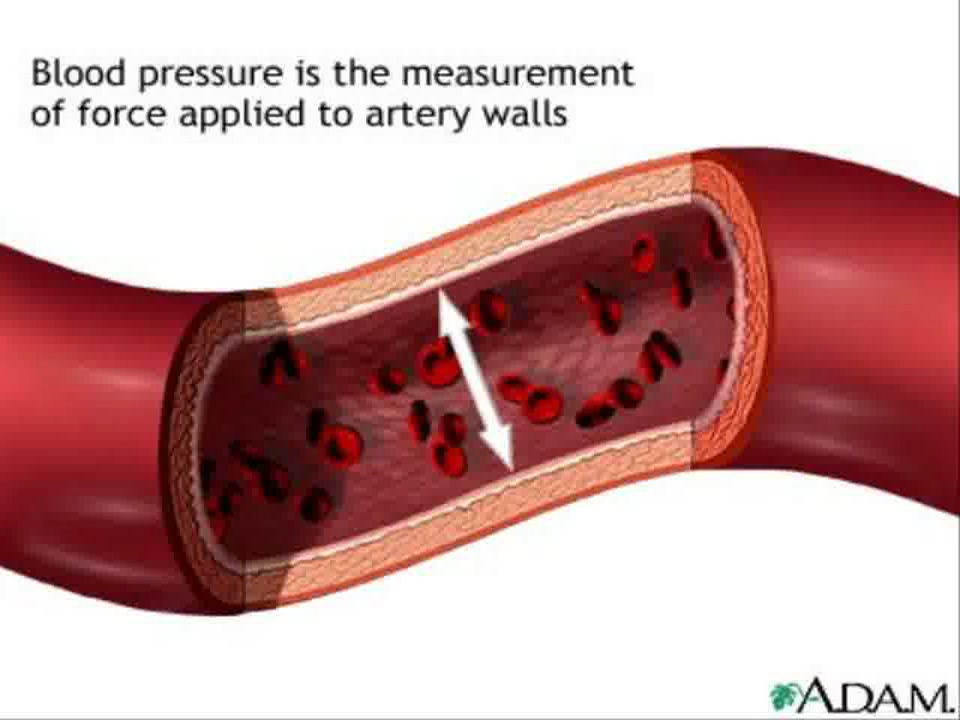 Blood pressure is the measurement
of force applied to artery walls
A.D.A.M.